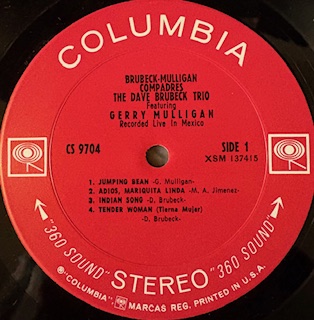 COLUMBIA
BRUBECK-MULLIGAN
COMPADRES
THE DAVE BRUBECK TRIO
Featuring
GERRY MULLIGAN
Recorded Live In Mexico
CS 9704
SIDE 1
XSM 137415
1. JUMPING BEAN -G. Mulligan-
2. ADIOS, MARIQUITA LINDA - M. A. Jimenez-
3. INDIAN SONG -D. Brubeck-
4. TENDER WOMAN (Tierna Mujer)
-D. Brubeck-
"360 SOUND" STEREO "360 SOUND"
® "COLUMBIA", MARCAS REG. PRINTED IN U.S.A.